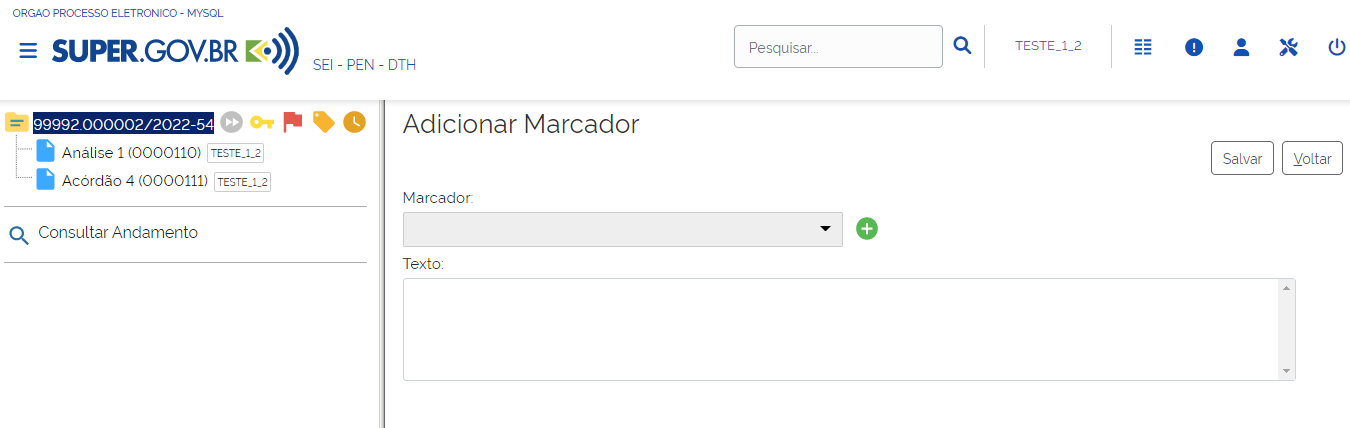 ORGAO PROCESSO ELETRONICO - MYSQL
SUPER.GOV.BR
SEI - PEN - DTH
Pesquisar...
TESTE_1_2
99992.000002/2022-54
Análise 1 (0000110) TESTE_1_2
Acórdão 4 (0000111) TESTE_1_2
Consultar Andamento
Adicionar Marcador
Salvar
Voltar
Marcador:
Texto: